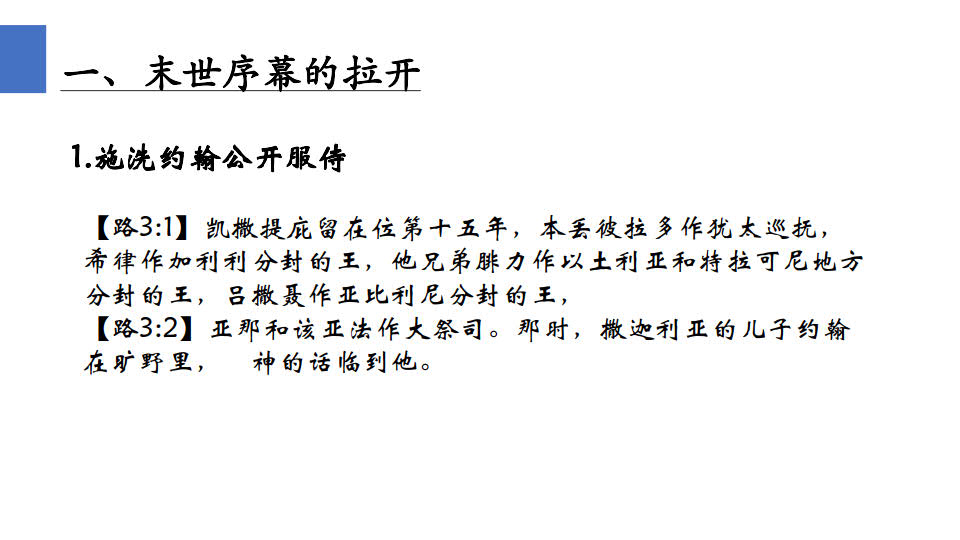 一、末世序幕的拉开
1.施洗约翰公开服侍
【路3:1】凯撒提庇留在位第十五年，本丢彼拉多作犹太巡抚，
希律作加利利分封的王，他兄弟腓力作以土利亚和特拉可尼地方
分封的王，吕撒聂作亚比利尼分封的王，
【路3:2】亚那和该亚法作大祭司。那时，撒迦利亚的儿子约翰
在旷野里，　神的话临到他。